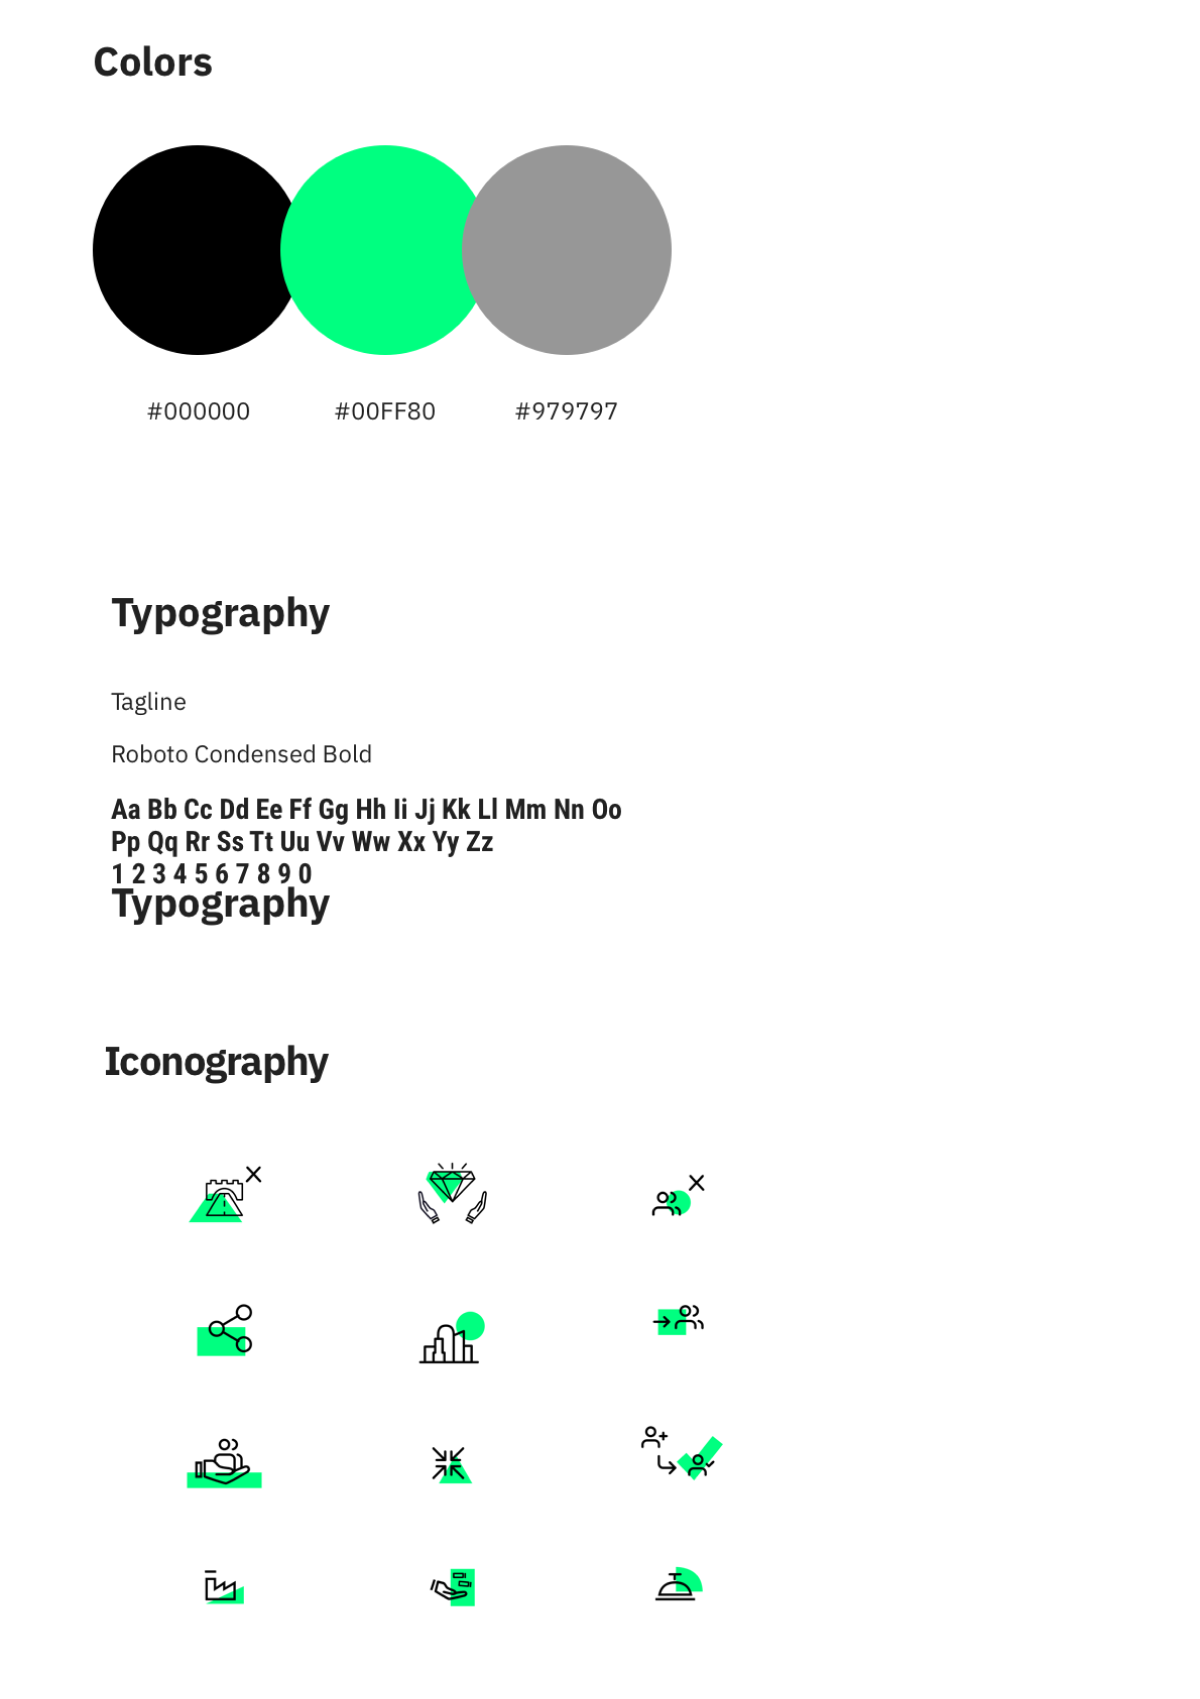 Colors
#000000
#00FF80
#979797
Typography
Tagline
Roboto Condensed Bold
Aa Bb Cc Dd Ee Ff Gg Hh Ii Jj Kk Ll Mm Nn Oo
Pp Qq Rr Ss Tt Uu Vv Ww Xx Yy Zz
1 2 3 4 5 6 7 8 9 0
Typography
Iconography